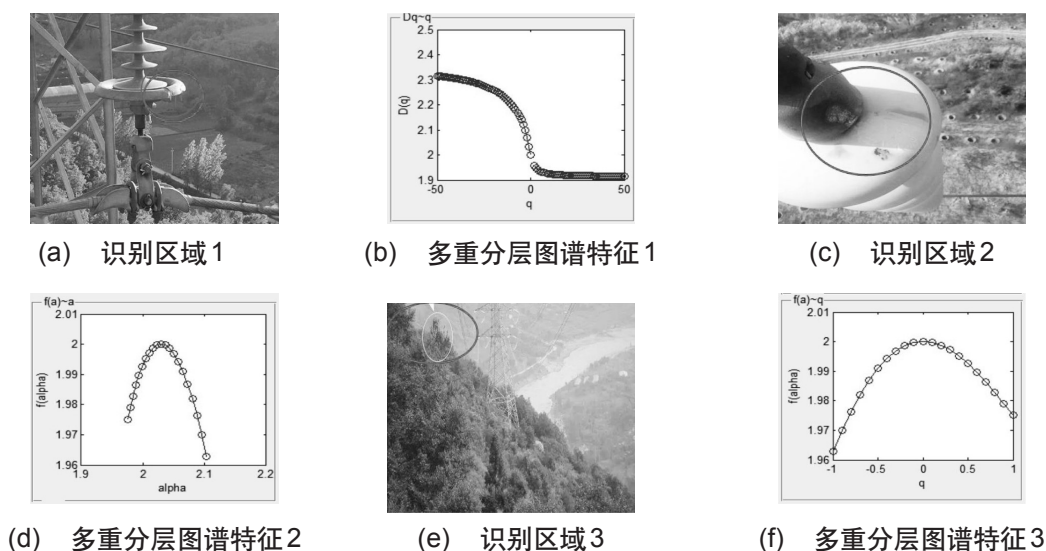 Dq~q
2.5
2.4
2.3
2.2
2.1
2
1.9
D(q)
-50
0
50
q
(a) 识别区域1
(b) 多重分层图谱特征1
(c) 识别区域2
f(a)~a
2.01
2
1.99
1.98
1.97
1.96
f(alpha)
1.9
2
2.1
2.2
alpha
f(a)~q
2.01
2
1.99
1.98
1.97
1.96
f(alpha)
-1
-0.5
0
0.5
1
q
(d) 多重分层图谱特征2
(e) 识别区域3
(f) 多重分层图谱特征3